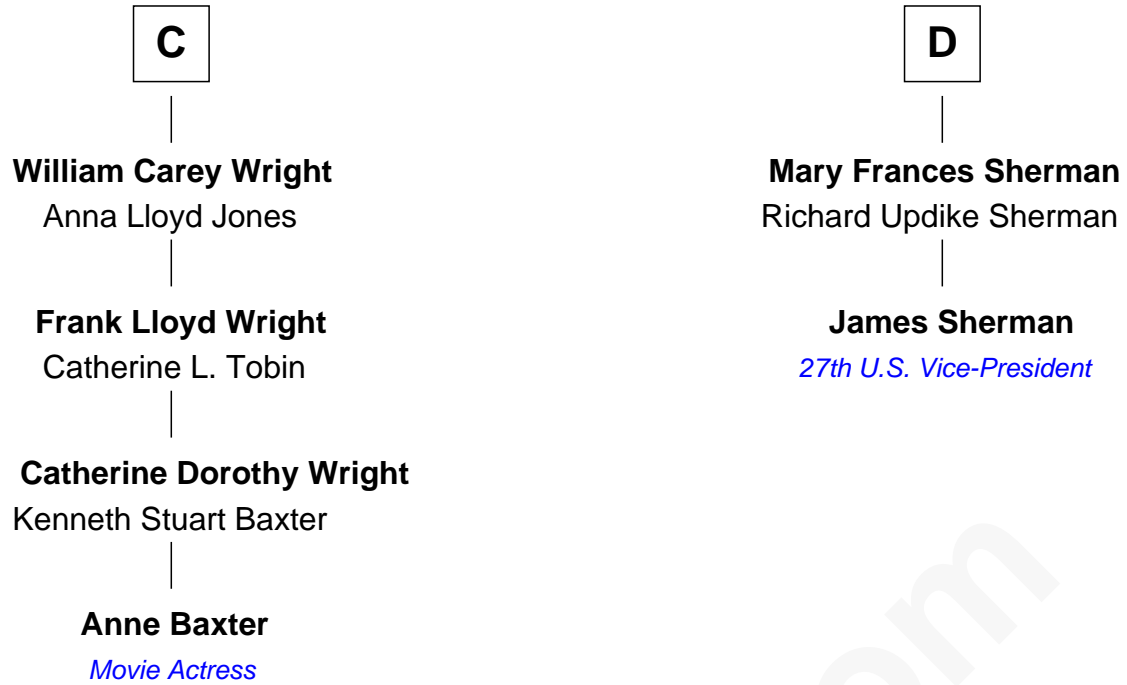 C
William Carey Wright
Anna Lloyd Jones
Frank Lloyd Wright
Catherine L. Tobin
Catherine Dorothy Wright
Kenneth Stuart Baxter
Anne Baxter
Movie Actress
D
Mary Frances Sherman
Richard Updike Sherman
James Sherman
27th U.S. Vice-President
om